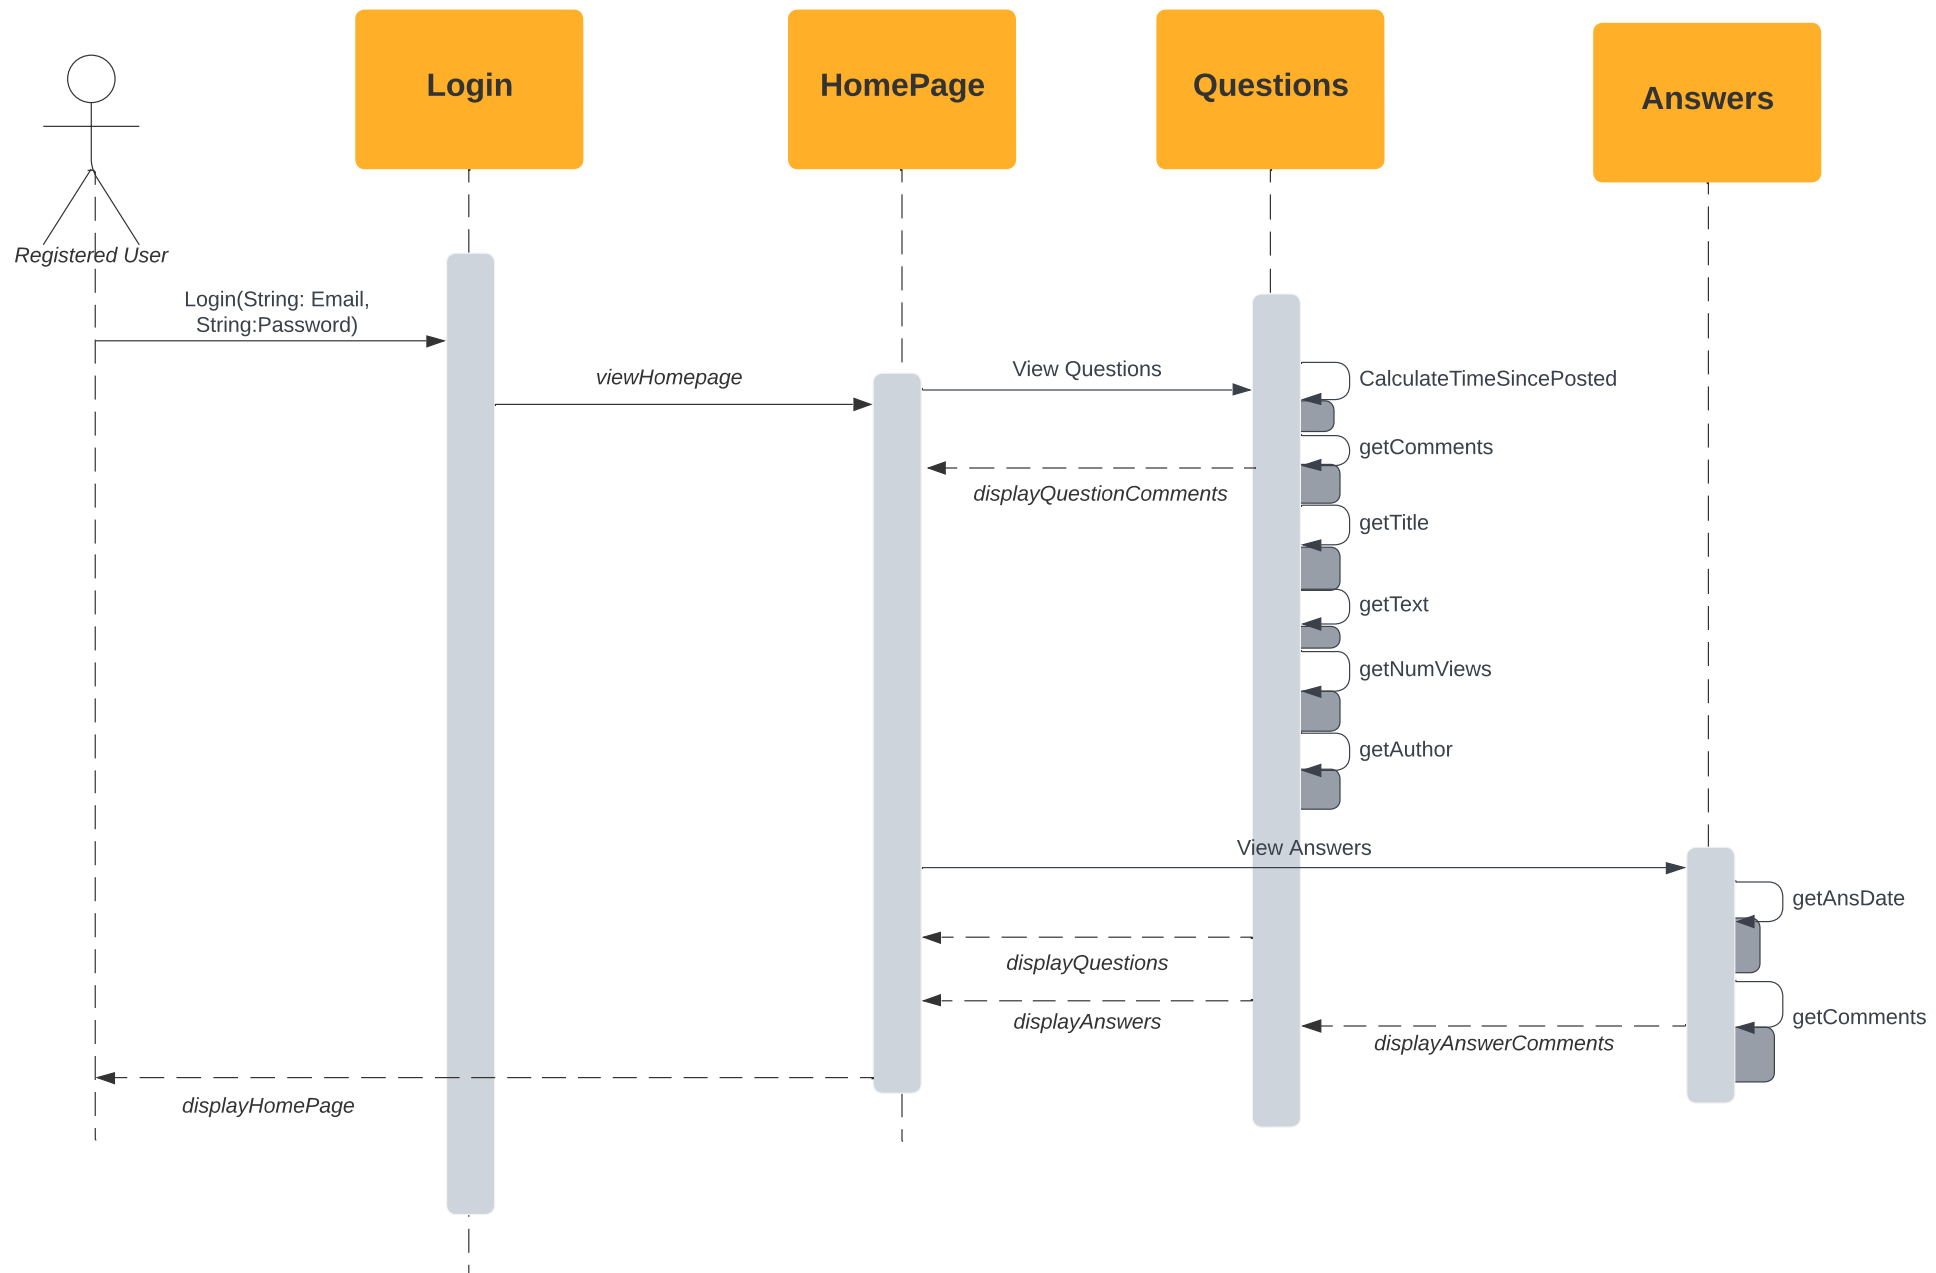 Login
HomePage
Questions
Answers
Registered User
Login(String: Email,
String:Password)
viewHomepage
View Questions
CalculateTimeSincePosted
getComments
displayQuestionComments
getTitle
getText
getNumViews
getAuthor
View Answers
getAnsDate
displayQuestions
displayAnswers
getComments
displayAnswerComments
displayHomePage